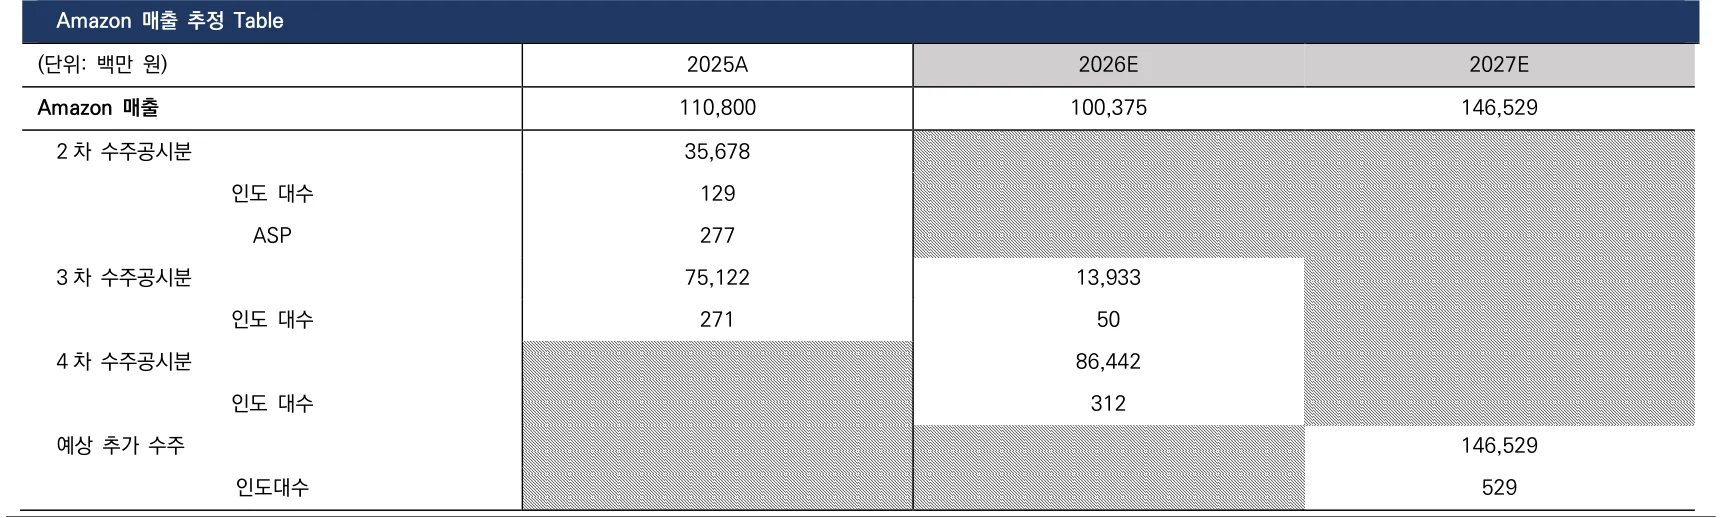 Amazon 매출 추정 Table
(단위: 백만 원) 2025A 2026E 2027E
Amazon 매출 110,800 100,375 146,529
2차 수주공시분 35,678
인도 대수 129
ASP 277
3차 수주공시분 75,122 13,933
인도 대수 271 50
4차 수주공시분 86,442
인도 대수 312
예상 추가 수주 146,529
인도대수 529